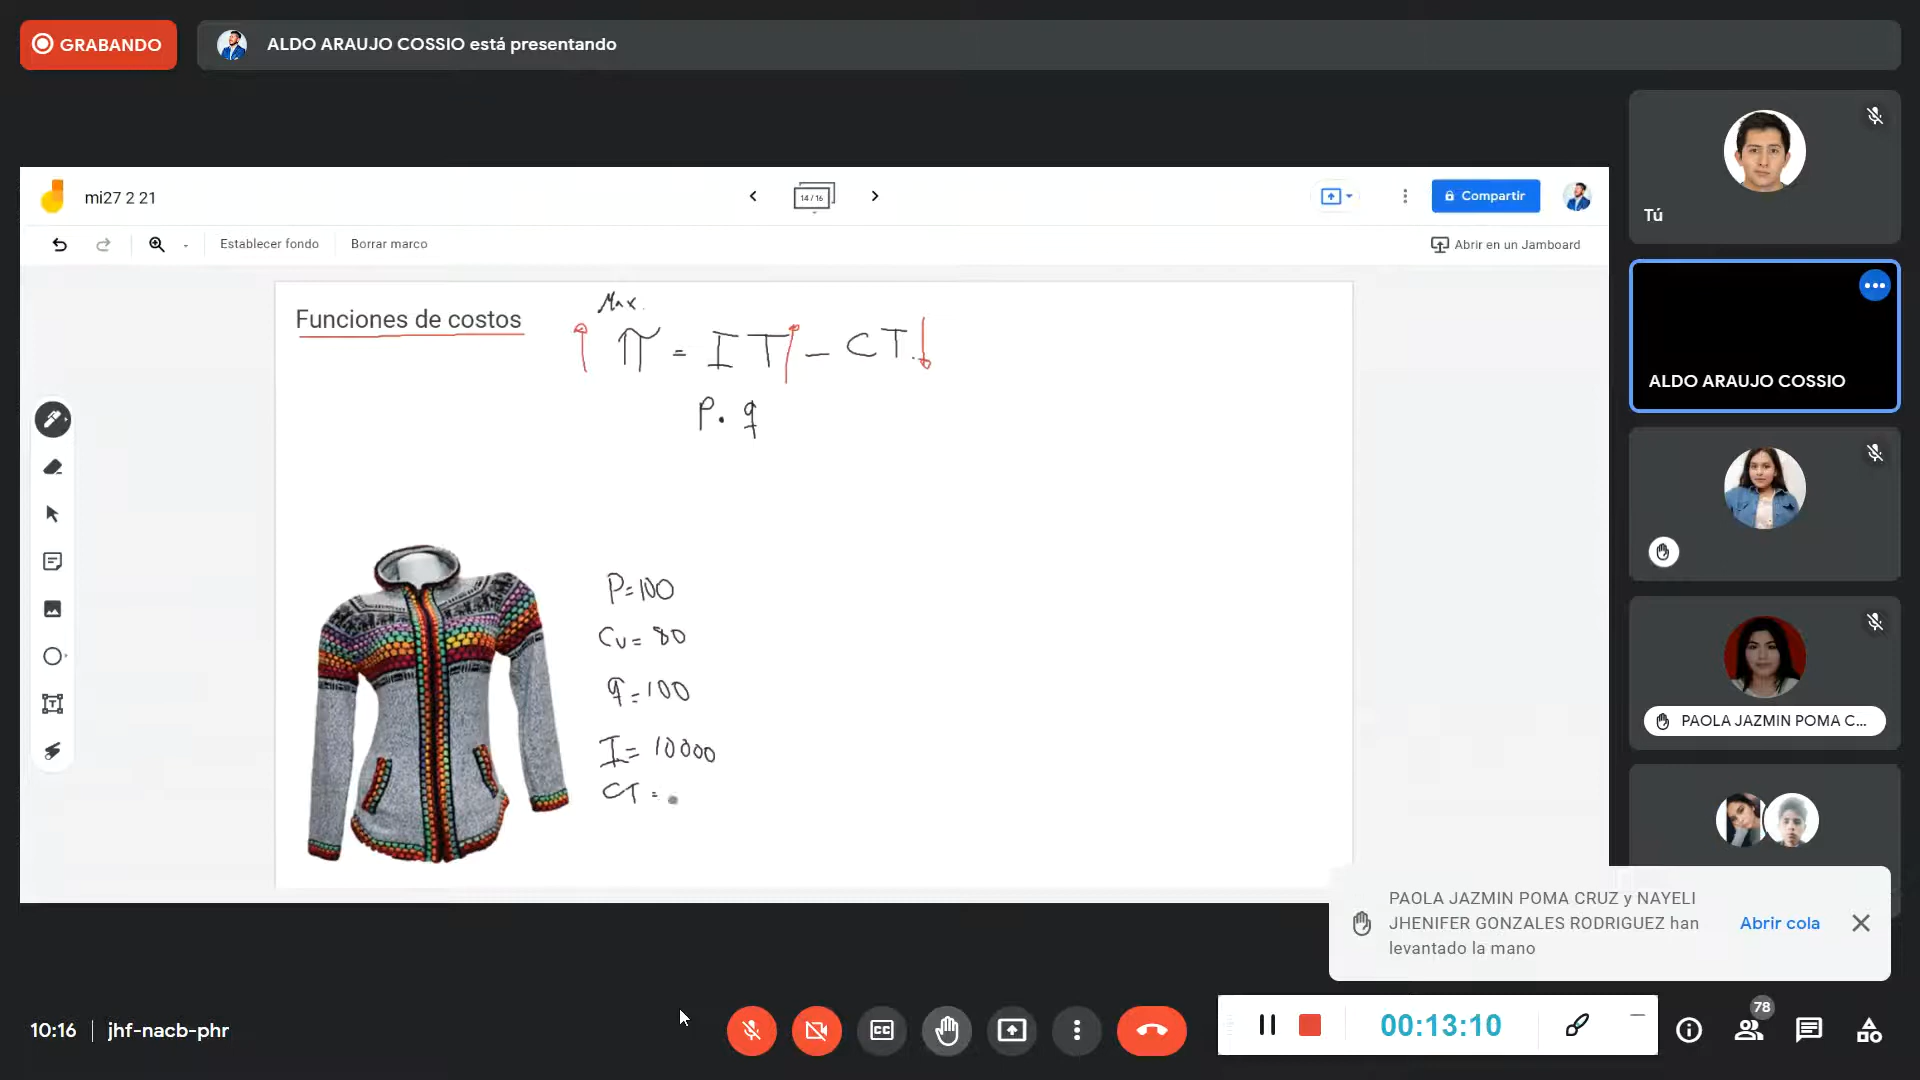 GRABANDO
ALDO ARAUJO COSSIO está presentando
Tú
mi27 2 21
14 / 16
Compartir
Establecer fondo
Borrar marco
Abrir en un Jamboard
Funciones de costos
Max.
π = IT - CT.
P. q
ALDO ARAUJO COSSIO
P=100
Cu = 80
q = 100
I = 10000
CT =
PAOLA JAZMIN POMA C...
PAOLA JAZMIN POMA CRUZ y NAYELI
JHENIFER GONZALES RODRIGUEZ han
levantado la mano
Abrir cola
10:16 | jhf-nacb-phr
CC
00:13:10
78